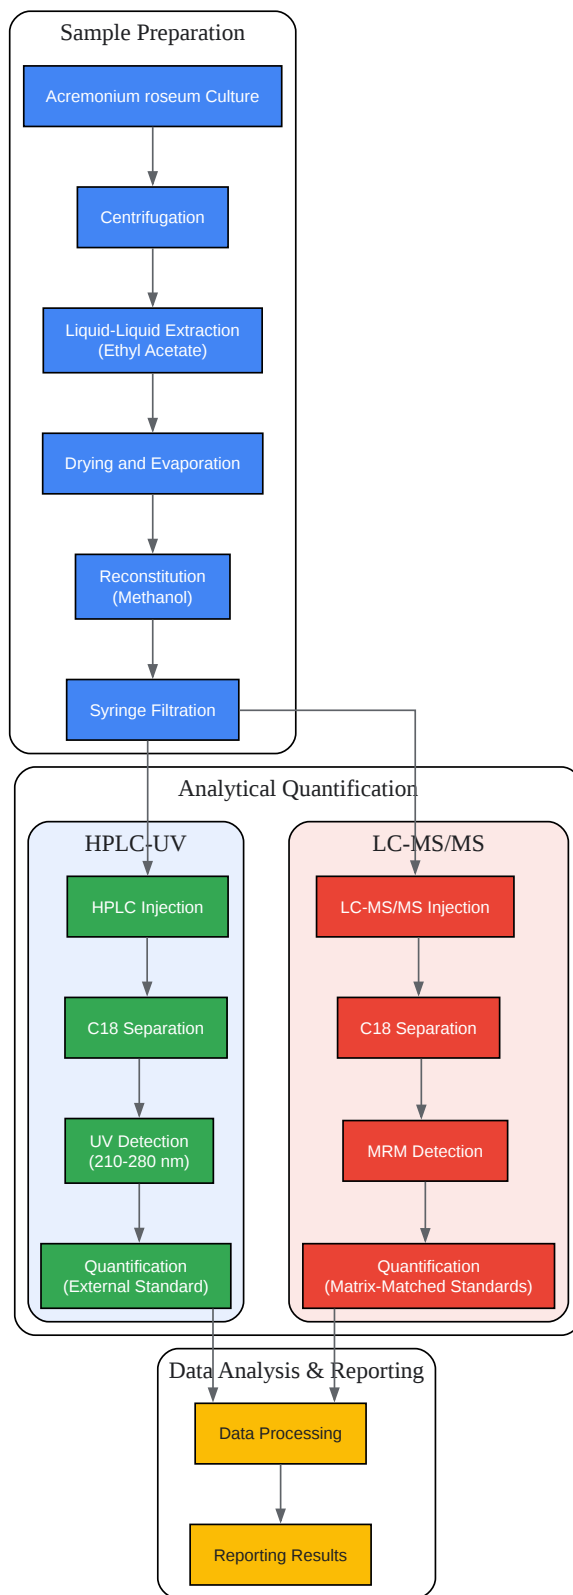 Sample Preparation
Acremonium roseum Culture
Centrifugation
Liquid-Liquid Extraction
(Ethyl Acetate)
Drying and Evaporation
Reconstitution
(Methanol)
Syringe Filtration
Analytical Quantification
HPLC-UV
HPLC Injection
C18 Separation
UV Detection
(210-280 nm)
Quantification
(External Standard)
LC-MS/MS
LC-MS/MS Injection
C18 Separation
MRM Detection
Quantification
(Matrix-Matched Standards)
Data Analysis & Reporting
Data Processing
Reporting Results